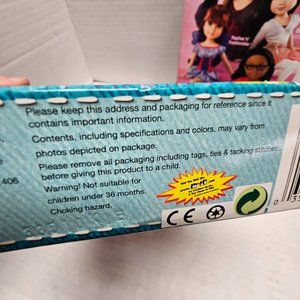 Please keep this address and packaging for reference since it
contains important information.
Contents, including specifications and colors, may vary from
photos depicted on package.
Please remove all packaging including tags, ties & tacking stitches
before giving this product to a child.
Warning! Not suitable for
children under 36 months.
Choking hazard.
406
CE
0